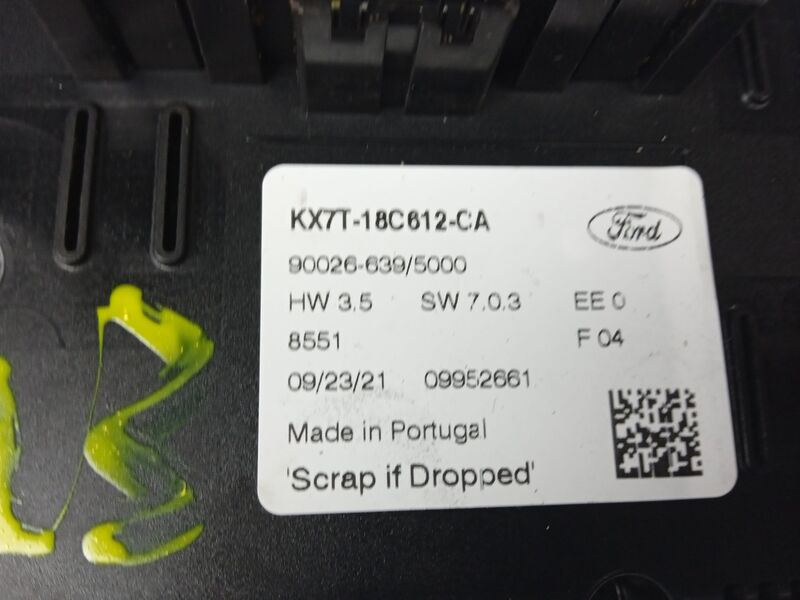 KX7T-18C612-CA
Ford
90026-639/5000
HW 3.5 SW 7.0.3 EE 0
8551 F 04
09/23/21 09952661
Made in Portugal
'Scrap if Dropped'